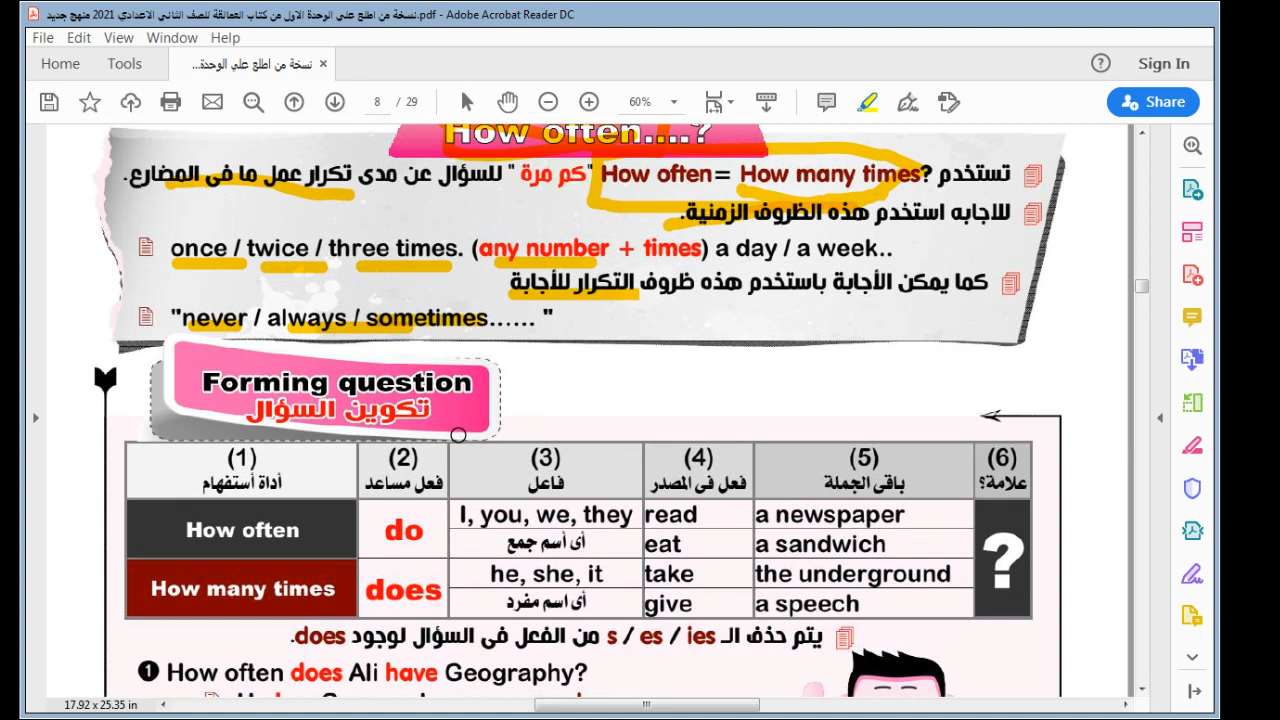 نسخة من اطلع علي الوحدة الاول من كتاب العمالقة للصف الثاني الاعدادي 2021 منهج جديد.pdf - Adobe Acrobat Reader DC
File Edit View Window Help
Home Tools نسخة من اطلع علي الوحدة... × Sign In
8 / 29 60% Share
How often....?
تستخدم ?How often = How many times "كم مرة" للسؤال عن مدى تكرار عمل ما فى المضارع.
للاجابه استخدم هذه الظروف الزمنية.
once / twice / three times. (any number + times) a day / a week..
كما يمكن الأجابة باستخدم هذه ظروف التكرار للأجابة
"never / always / sometimes...... "
Forming question
تكوين السؤال
(1) (2) (3) (4) (5) (6)
أداة أستفهام فعل مساعد فاعل فعل فى المصدر باقى الجملة علامة؟
How often do I, you, we, they read a newspaper ?
أى أسم جمع eat a sandwich
How many times does he, she, it take the underground
أى اسم مفرد give a speech
يتم حذف الـ s / es / ies من الفعل فى السؤال لوجود does.
1 How often does Ali have Geography?
17.92 x 25.35 in